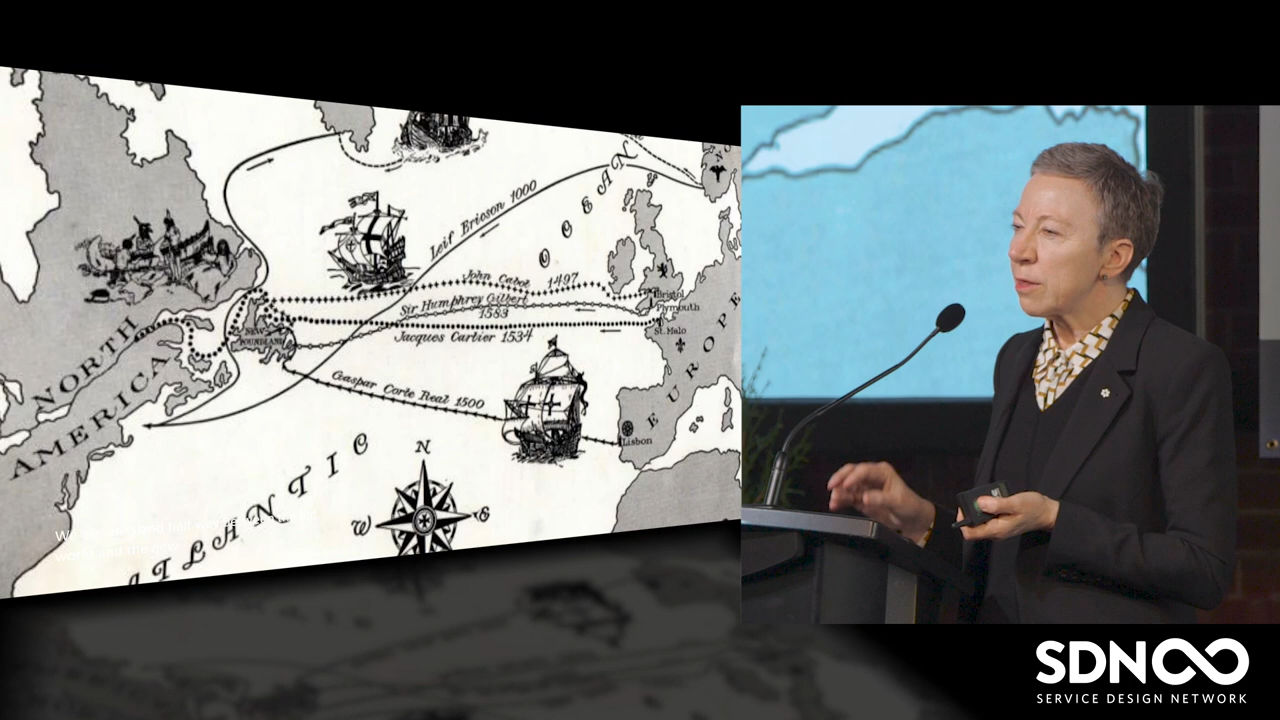 OCEAN
Leif Ericson 1000
John Cabot 1497
Sir Humphrey Gilbert
1583
Jacques Cartier 1534
Bristol
Plymouth
St. Malo
NEW
FOUNDLAND
NORTH
AMERICA
EUROPE
Gaspar Corte Real 1500
Lisbon
ATLANTIC
N
W
E
SDN
SERVICE DESIGN NETWORK